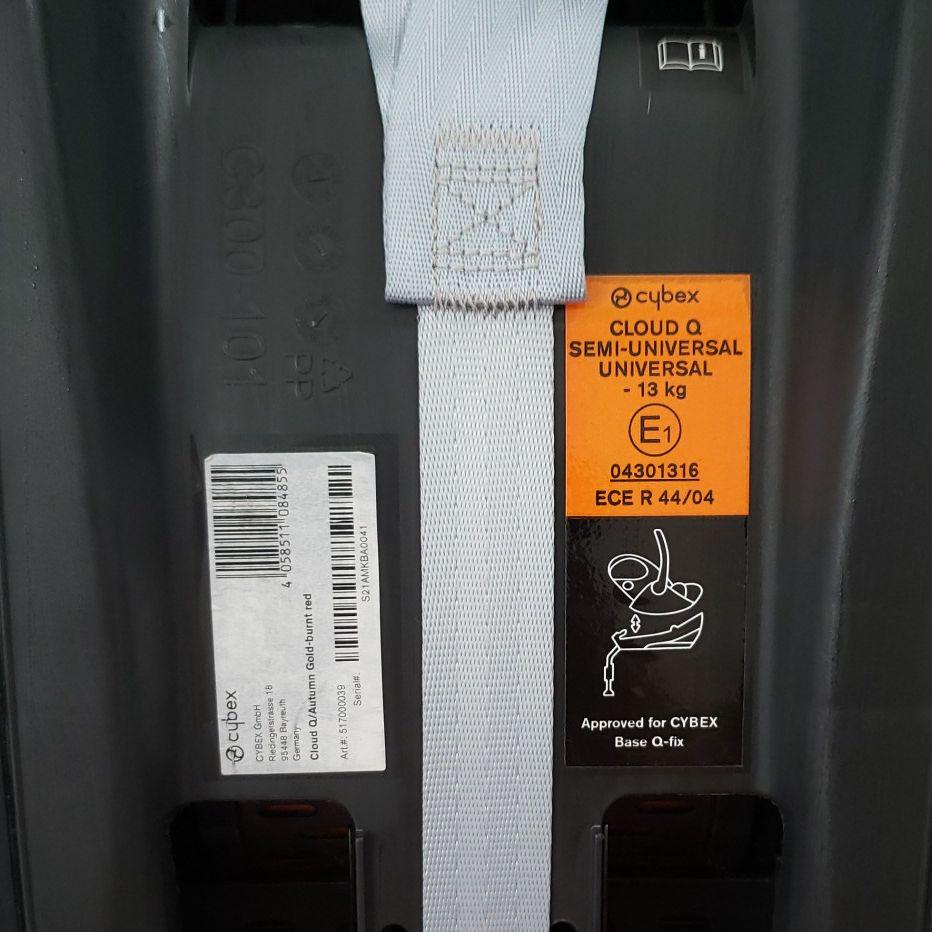 C300-101
PP
cybex
CLOUD Q
SEMI-UNIVERSAL
UNIVERSAL
- 13 kg
E1
04301316
ECE R 44/04
Approved for CYBEX
Base Q-fix
4 058511 084855
S21AMKBA0041
cybex
CYBEX GmbH
Riedingerstrasse 18
95448 Bayreuth
Germany
Cloud Q/Autumn Gold-burnt red
Art.#: 517000039
Serial#: